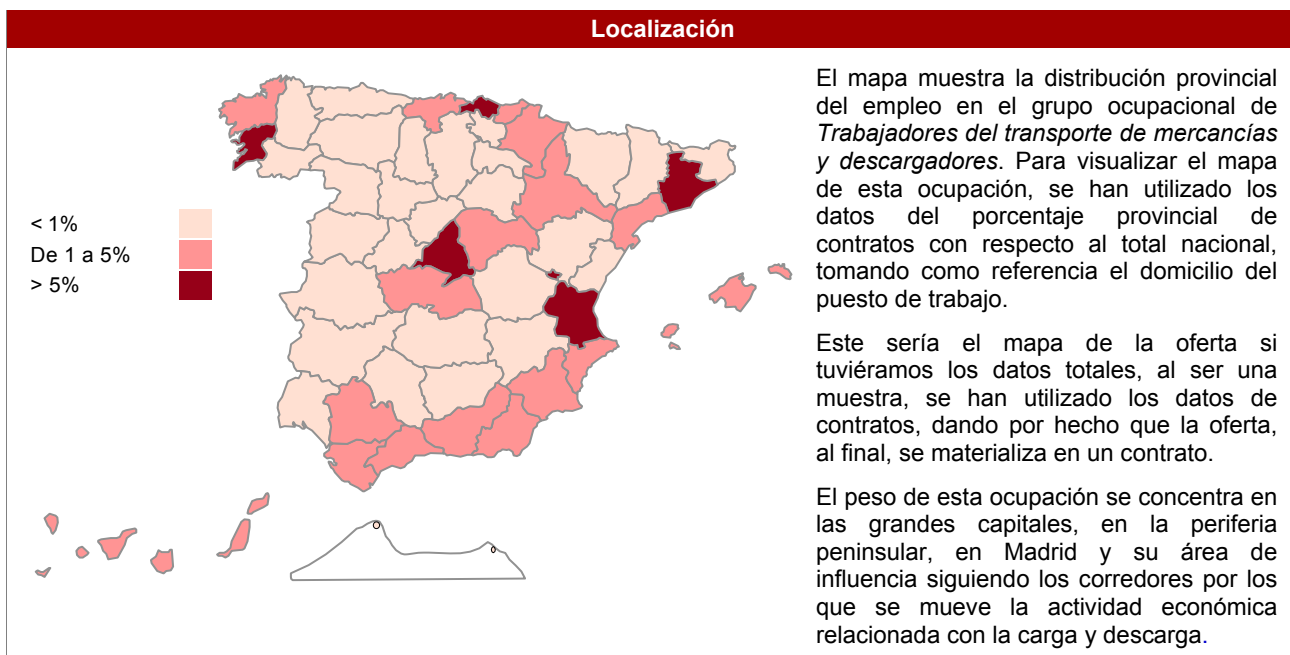 Localización
< 1%
De 1 a 5%
> 5%
El mapa muestra la distribución provincial
del empleo en el grupo ocupacional de
Trabajadores del transporte de mercancías
y descargadores. Para visualizar el mapa
de esta ocupación, se han utilizado los
datos del porcentaje provincial de
contratos con respecto al total nacional,
tomando como referencia el domicilio del
puesto de trabajo.
Este sería el mapa de la oferta si
tuviéramos los datos totales, al ser una
muestra, se han utilizado los datos de
contratos, dando por hecho que la oferta,
al final, se materializa en un contrato.
El peso de esta ocupación se concentra en
las grandes capitales, en la periferia
peninsular, en Madrid y su área de
influencia siguiendo los corredores por los
que se mueve la actividad económica
relacionada con la carga y descarga.